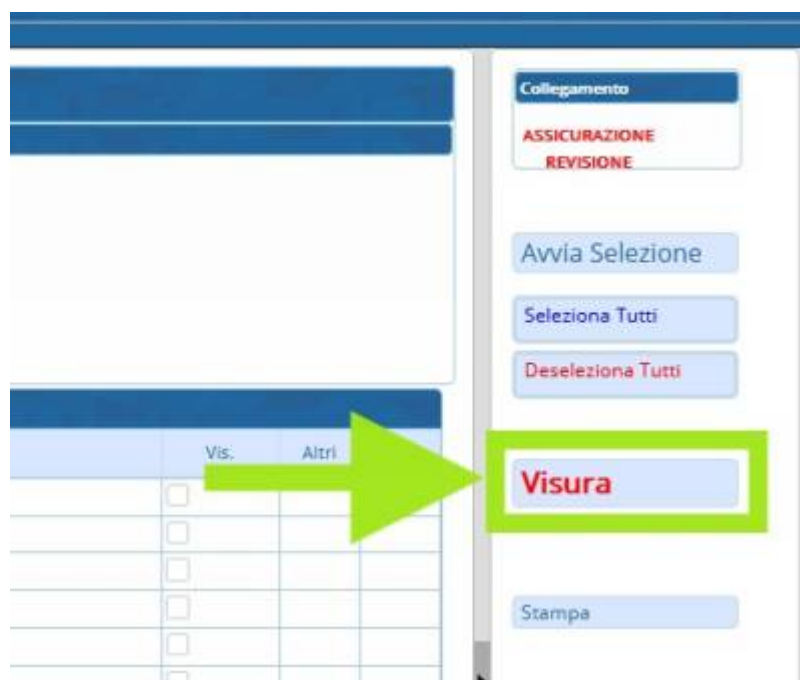 Collegamento
ASSICURAZIONE
REVISIONE
Avvia Selezione
Seleziona Tutti
Deseleziona Tutti
Vis. Altri
Visura
Stampa